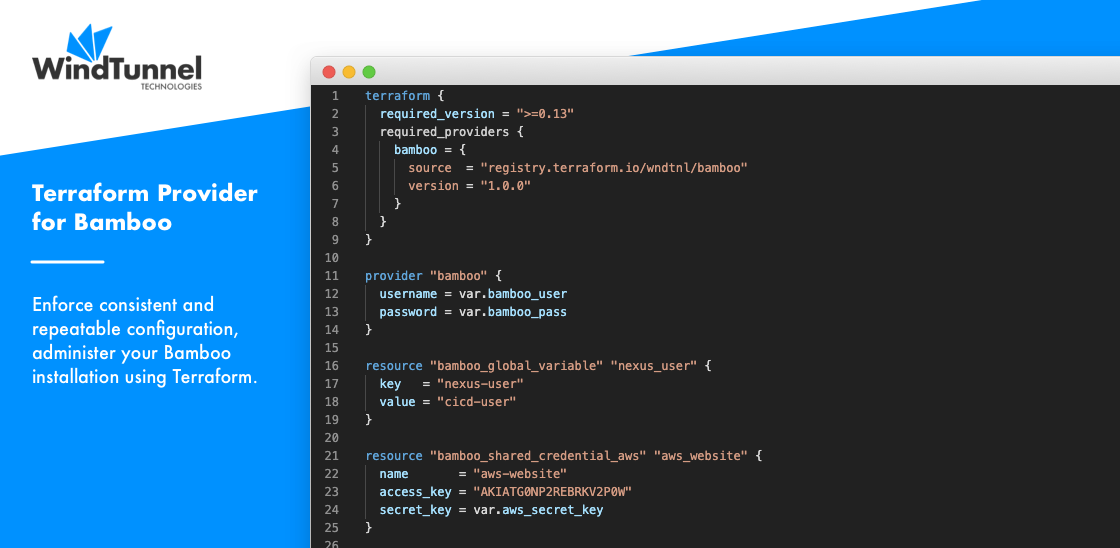 WindTunnel
TECHNOLOGIES
Terraform Provider
for Bamboo
Enforce consistent and
repeatable configuration,
administer your Bamboo
installation using Terraform.
1 terraform {
2   required_version = ">=0.13"
3   required_providers {
4     bamboo = {
5       source  = "registry.terraform.io/wndtnl/bamboo"
6       version = "1.0.0"
7     }
8   }
9 }
10
11 provider "bamboo" {
12   username = var.bamboo_user
13   password = var.bamboo_pass
14 }
15
16 resource "bamboo_global_variable" "nexus_user" {
17   key   = "nexus-user"
18   value = "cicd-user"
19 }
20
21 resource "bamboo_shared_credential_aws" "aws_website" {
22   name       = "aws-website"
23   access_key = "AKIATG0NP2REBRKV2P0W"
24   secret_key = var.aws_secret_key
25 }
26